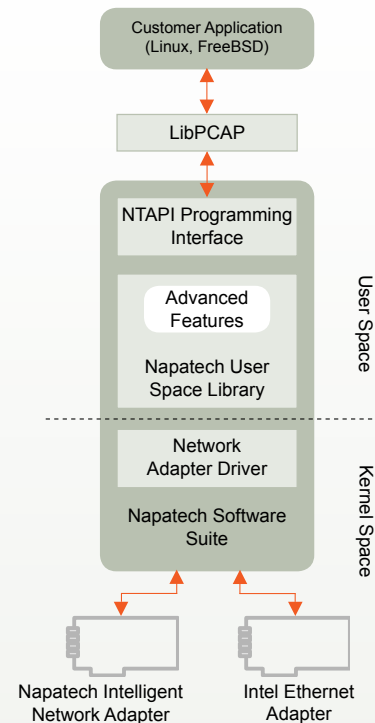 Customer Application
(Linux, FreeBSD)
LibPCAP
NTAPI Programming
Interface
Advanced
Features
Napatech User
Space Library
User Space
Network
Adapter Driver
Napatech Software
Suite
Kernel Space
Napatech Intelligent
Network Adapter
Intel Ethernet
Adapter